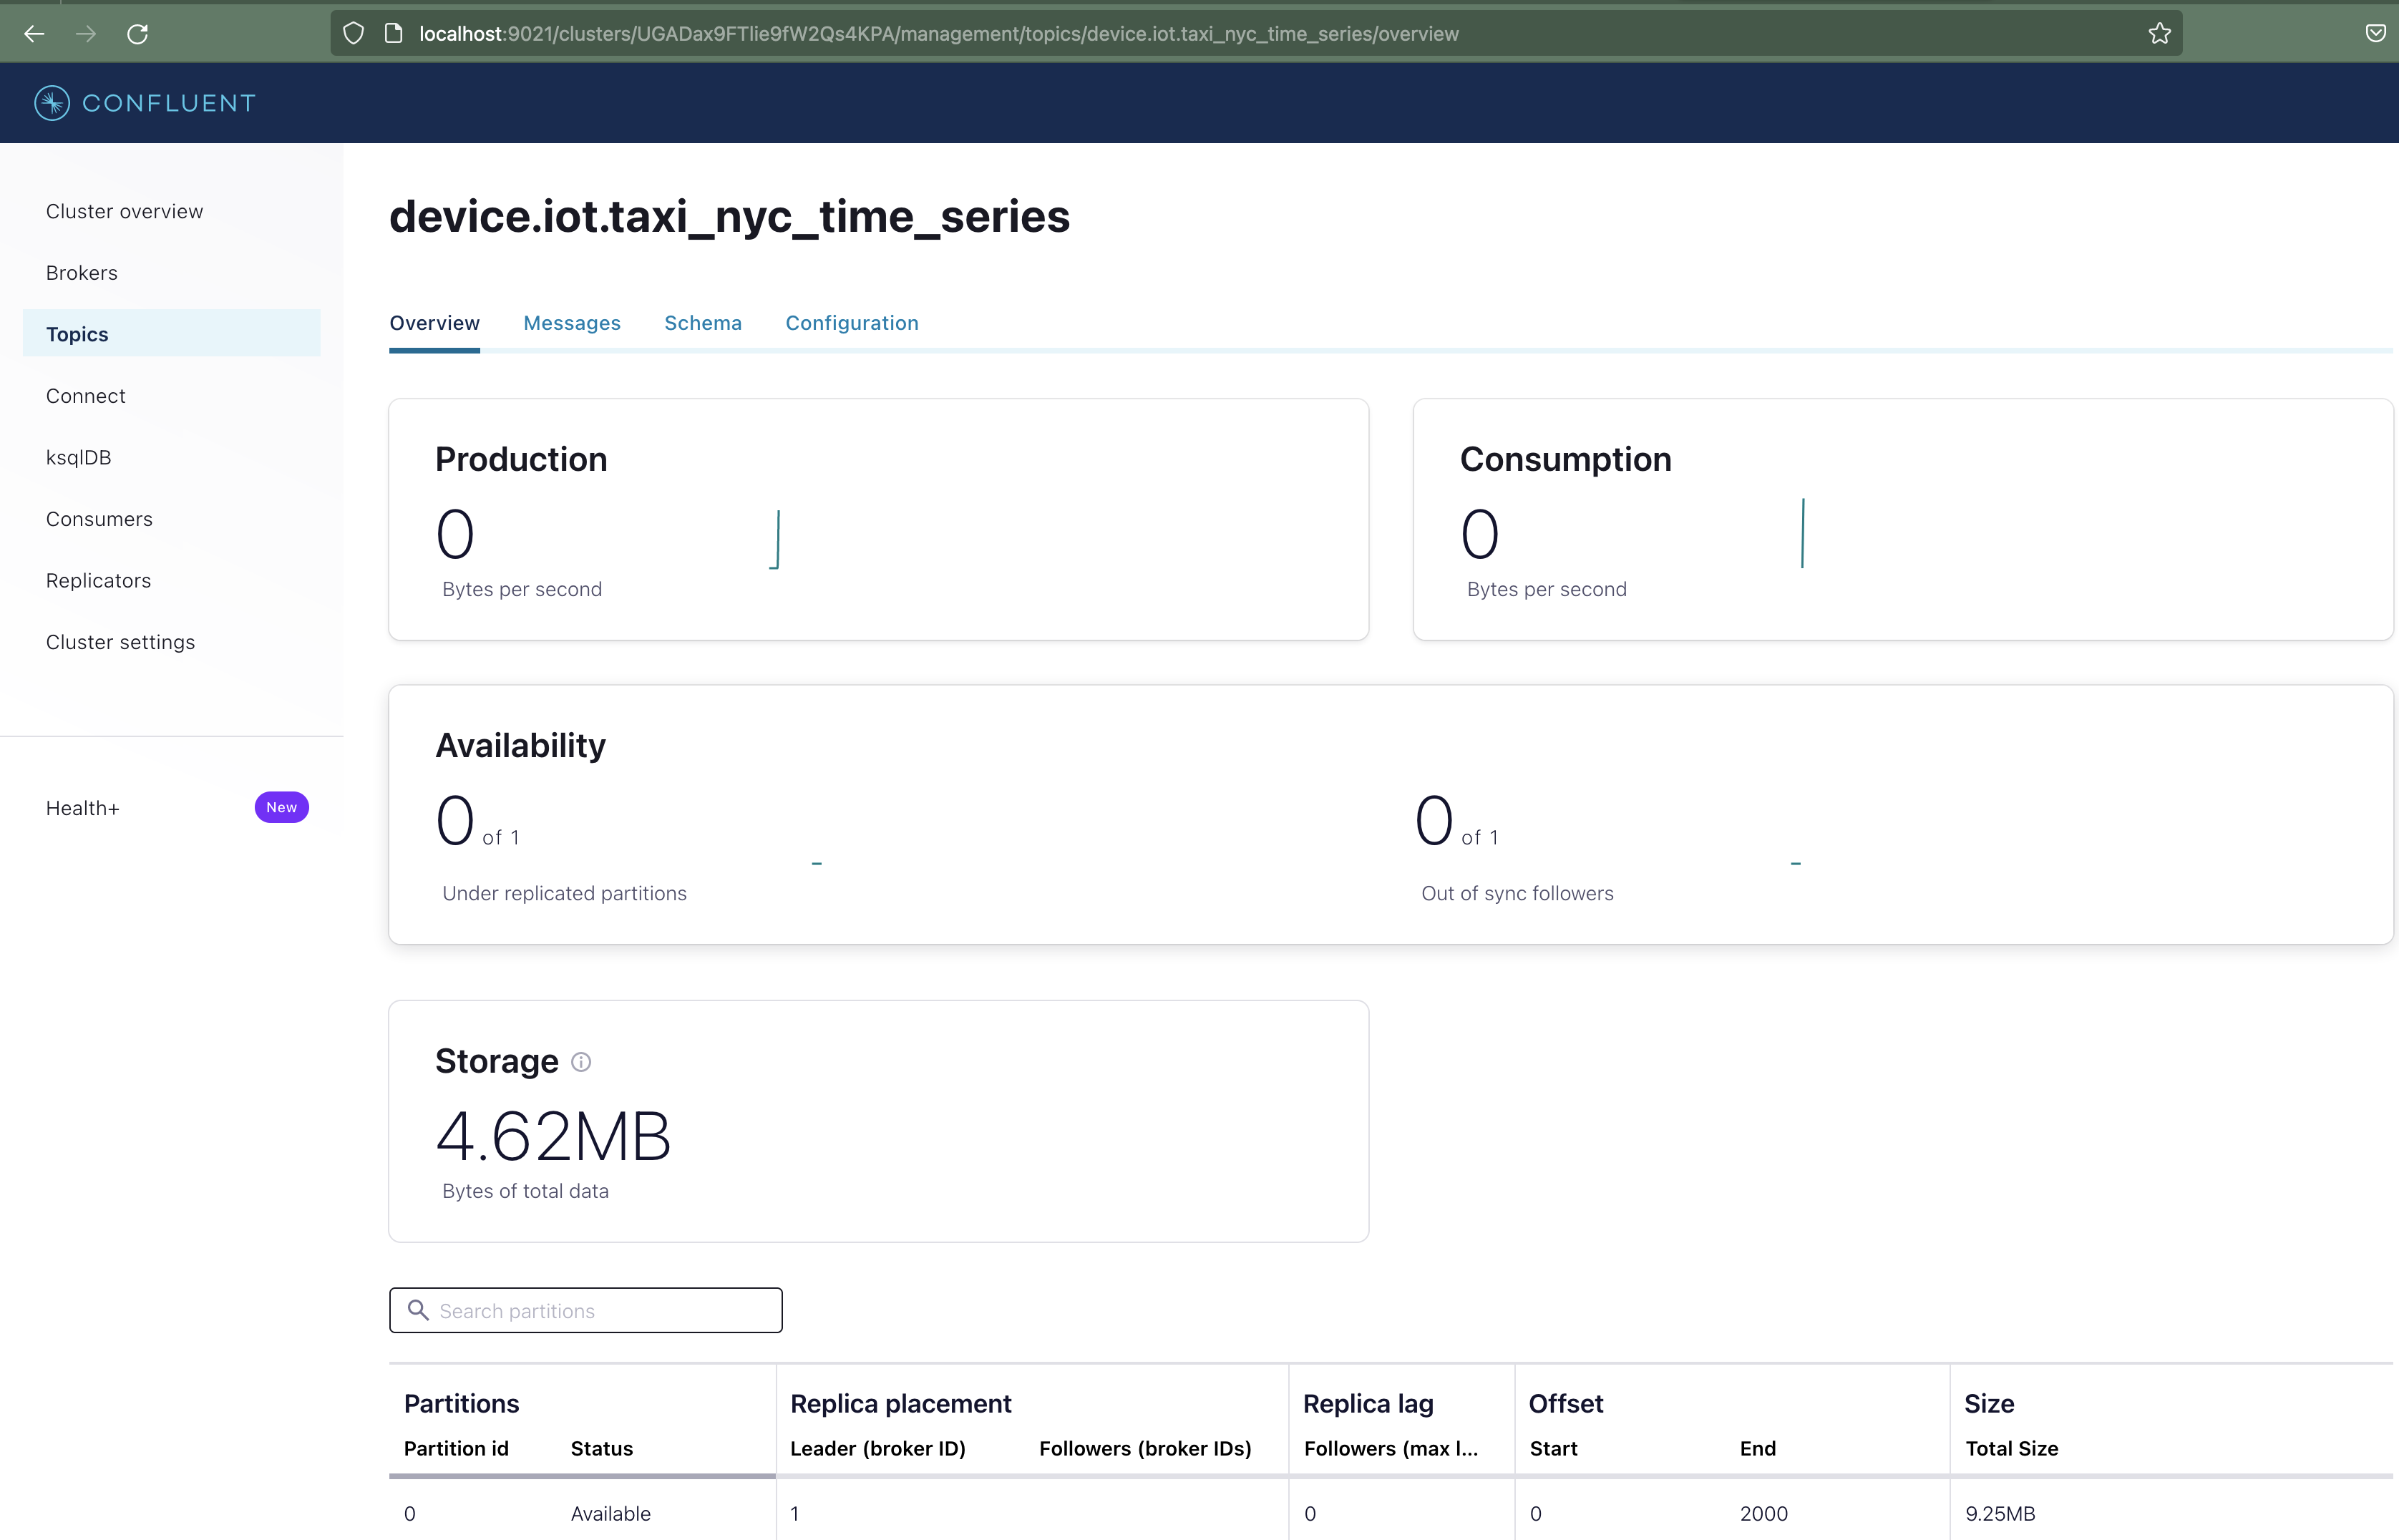 localhost:9021/clusters/UGADax9FTlie9fW2Qs4KPA/management/topics/device.iot.taxi_nyc_time_series/overview
CONFLUENT
Cluster overview
Brokers
Topics
Connect
ksqlDB
Consumers
Replicators
Cluster settings
Health+ New
device.iot.taxi_nyc_time_series
Overview Messages Schema Configuration
Production
0
Bytes per second
Consumption
0
Bytes per second
Availability
0 of 1
Under replicated partitions
0 of 1
Out of sync followers
Storage
4.62MB
Bytes of total data
Search partitions
Partitions Replica placement Replica lag Offset Size
Partition id Status Leader (broker ID) Followers (broker IDs) Followers (max l... Start End Total Size
0 Available 1 0 0 2000 9.25MB